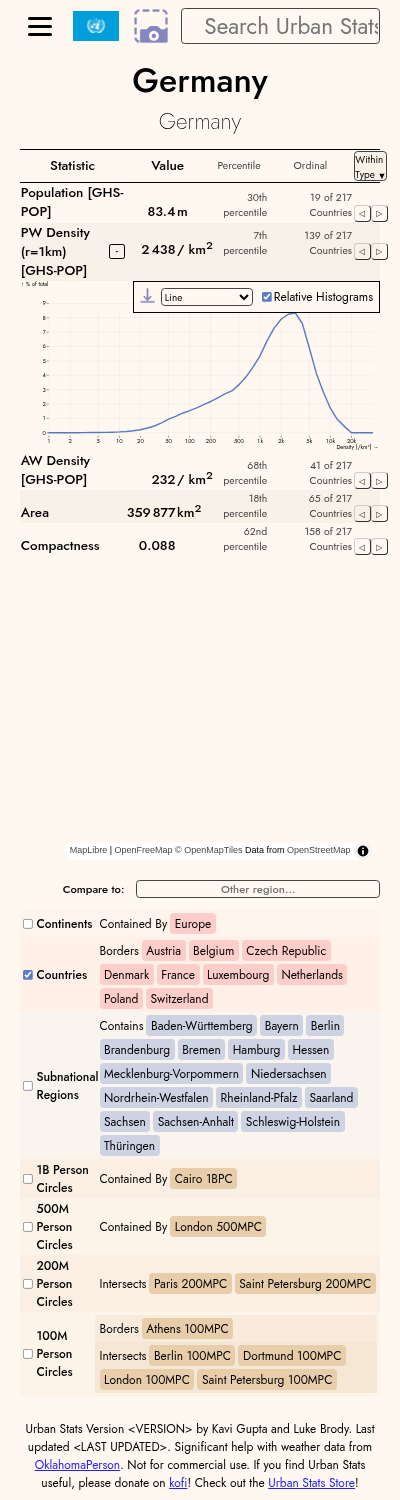 Search Urban Stats
Germany
Germany
Statistic Value Percentile Ordinal Within Type ▼
Population [GHS-POP] 83.4 m 30th percentile 19 of 217 Countries ◁ ▷
PW Density (r=1km) [GHS-POP] - 2 438 / km² 7th percentile 139 of 217 Countries ◁ ▷
↑ % of total
Line Relative Histograms
9
8
7
6
5
4
3
2
1
0
1 2 5 10 20 50 100 200 500 1k 2k 5k 10k 20k
Density (/km²) →
AW Density [GHS-POP] 232 / km² 68th percentile 41 of 217 Countries ◁ ▷
Area 359 877 km² 18th percentile 65 of 217 Countries ◁ ▷
Compactness 0.088 62nd percentile 158 of 217 Countries ◁ ▷
MapLibre | OpenFreeMap © OpenMapTiles Data from OpenStreetMap
Compare to: Other region...
Continents Contained By Europe
Countries Borders Austria Belgium Czech Republic
Denmark France Luxembourg Netherlands
Poland Switzerland
Subnational Regions Contains Baden-Württemberg Bayern Berlin
Brandenburg Bremen Hamburg Hessen
Mecklenburg-Vorpommern Niedersachsen
Nordrhein-Westfalen Rheinland-Pfalz Saarland
Sachsen Sachsen-Anhalt Schleswig-Holstein
Thüringen
1B Person Circles Contained By Cairo 1BPC
500M Person Circles Contained By London 500MPC
200M Person Circles Intersects Paris 200MPC Saint Petersburg 200MPC
100M Person Circles Borders Athens 100MPC
Intersects Berlin 100MPC Dortmund 100MPC
London 100MPC Saint Petersburg 100MPC
Urban Stats Version <VERSION> by Kavi Gupta and Luke Brody. Last
updated <LAST UPDATED>. Significant help with weather data from
OklahomaPerson. Not for commercial use. If you find Urban Stats
useful, please donate on kofi! Check out the Urban Stats Store!